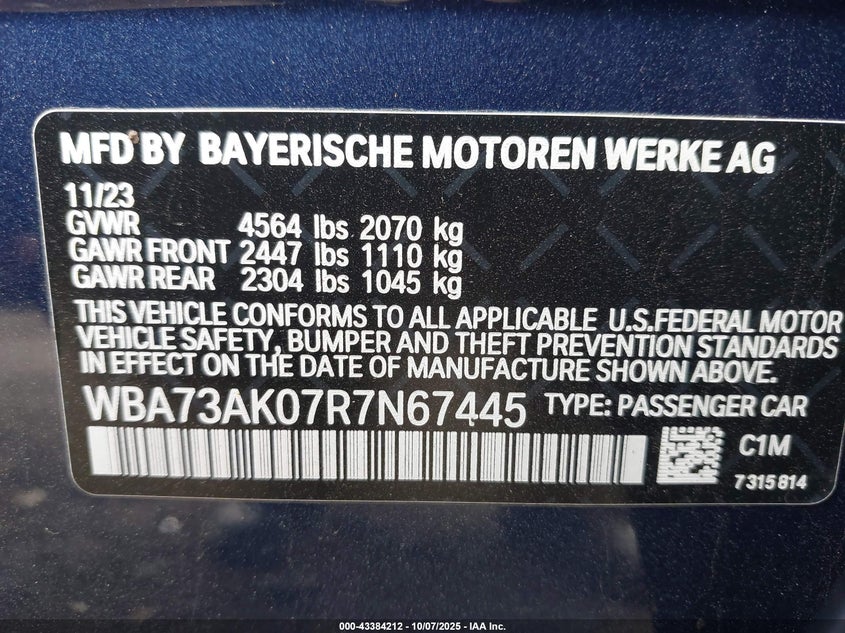 MFD BY BAYERISCHE MOTOREN WERKE AG
11/23
GVWR 4564 lbs 2070 kg
GAWR FRONT 2447 lbs 1110 kg
GAWR REAR 2304 lbs 1045 kg
THIS VEHICLE CONFORMS TO ALL APPLICABLE U.S.FEDERAL MOTOR
VEHICLE SAFETY, BUMPER AND THEFT PREVENTION STANDARDS
IN EFFECT ON THE DATE OF MANUFACTURE SHOWN ABOVE.
WBA73AK07R7N67445 TYPE: PASSENGER CAR
C1M
7315814
000-43384212 - 10/07/2025 - IAA Inc.